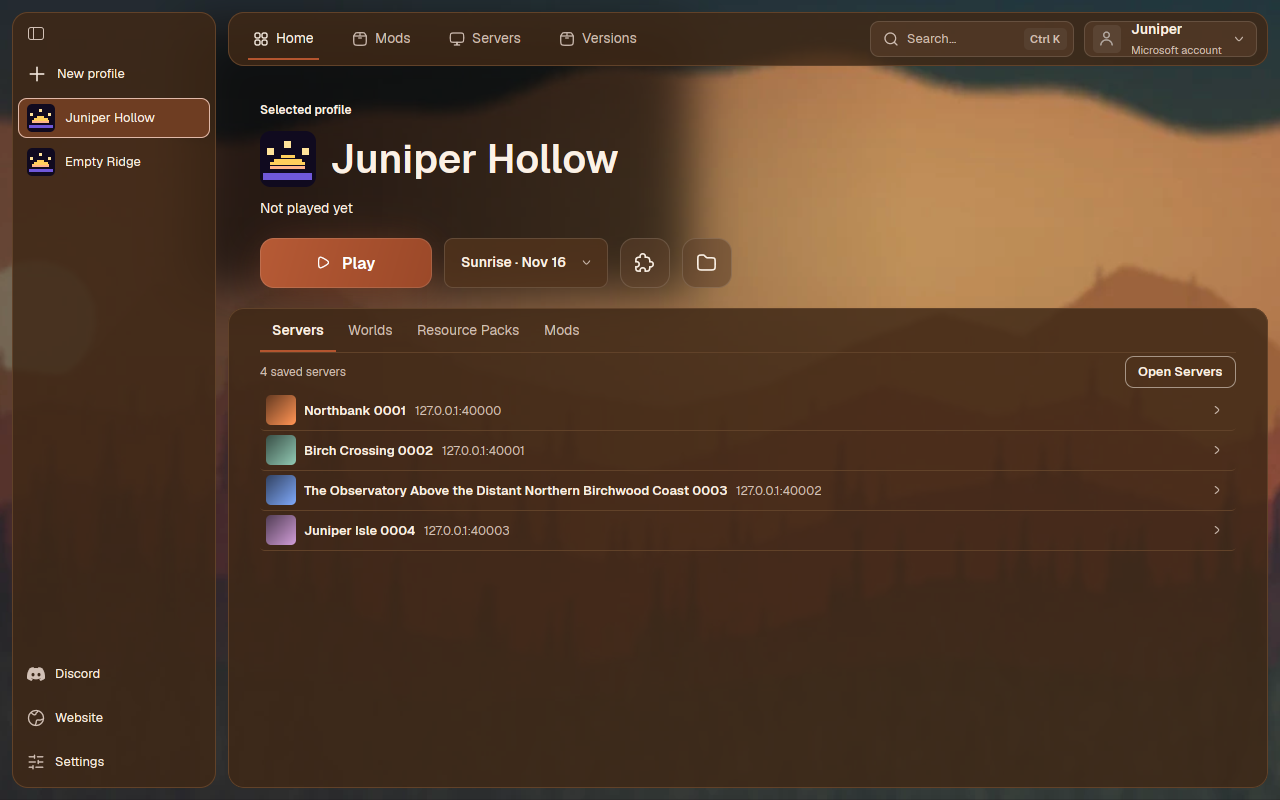 New profile
Juniper Hollow
Empty Ridge
Discord
Website
Settings
Home
Mods
Servers
Versions
Search...
Ctrl K
Juniper
Microsoft account
Selected profile
Juniper Hollow
Not played yet
Play
Sunrise · Nov 16
Servers
Worlds
Resource Packs
Mods
4 saved servers
Open Servers
Northbank 0001 127.0.0.1:40000
Birch Crossing 0002 127.0.0.1:40001
The Observatory Above the Distant Northern Birchwood Coast 0003 127.0.0.1:40002
Juniper Isle 0004 127.0.0.1:40003